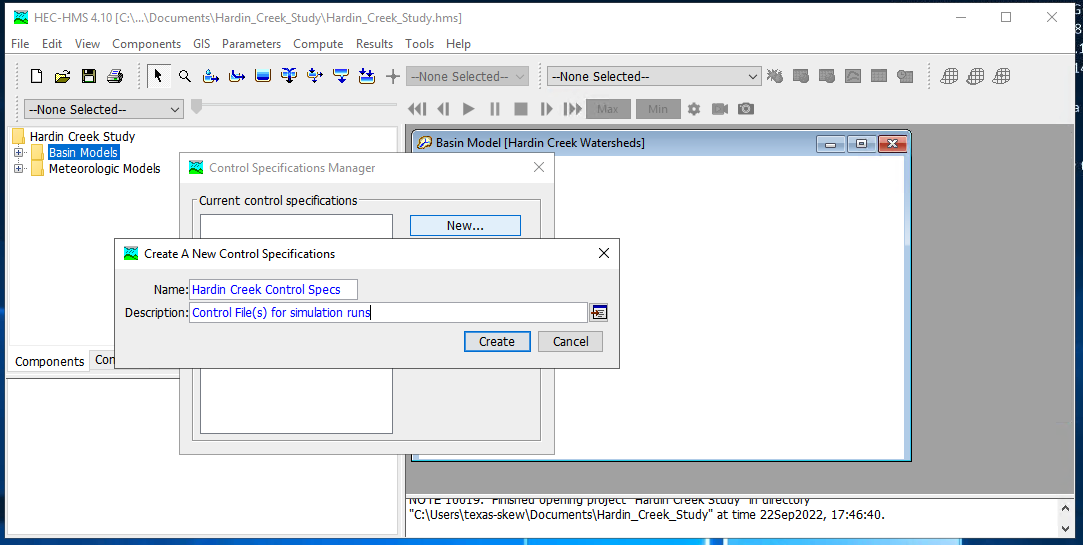 HEC-HMS 4.10 [C:\...\Documents\Hardin_Creek_Study\Hardin_Creek_Study.hms]
File Edit View Components GIS Parameters Compute Results Tools Help
--None Selected-- --None Selected--
--None Selected-- Max Min
Hardin Creek Study
Basin Models
Meteorologic Models
Basin Model [Hardin Creek Watersheds]
Control Specifications Manager
Current control specifications
New...
Create A New Control Specifications
Name: Hardin Creek Control Specs
Description: Control File(s) for simulation runs
Create Cancel
Components
NOTE 10019: Finished opening project "Hardin Creek Study" in directory
"C:\Users\texas-skew\Documents\Hardin_Creek_Study" at time 22Sep2022, 17:46:40.